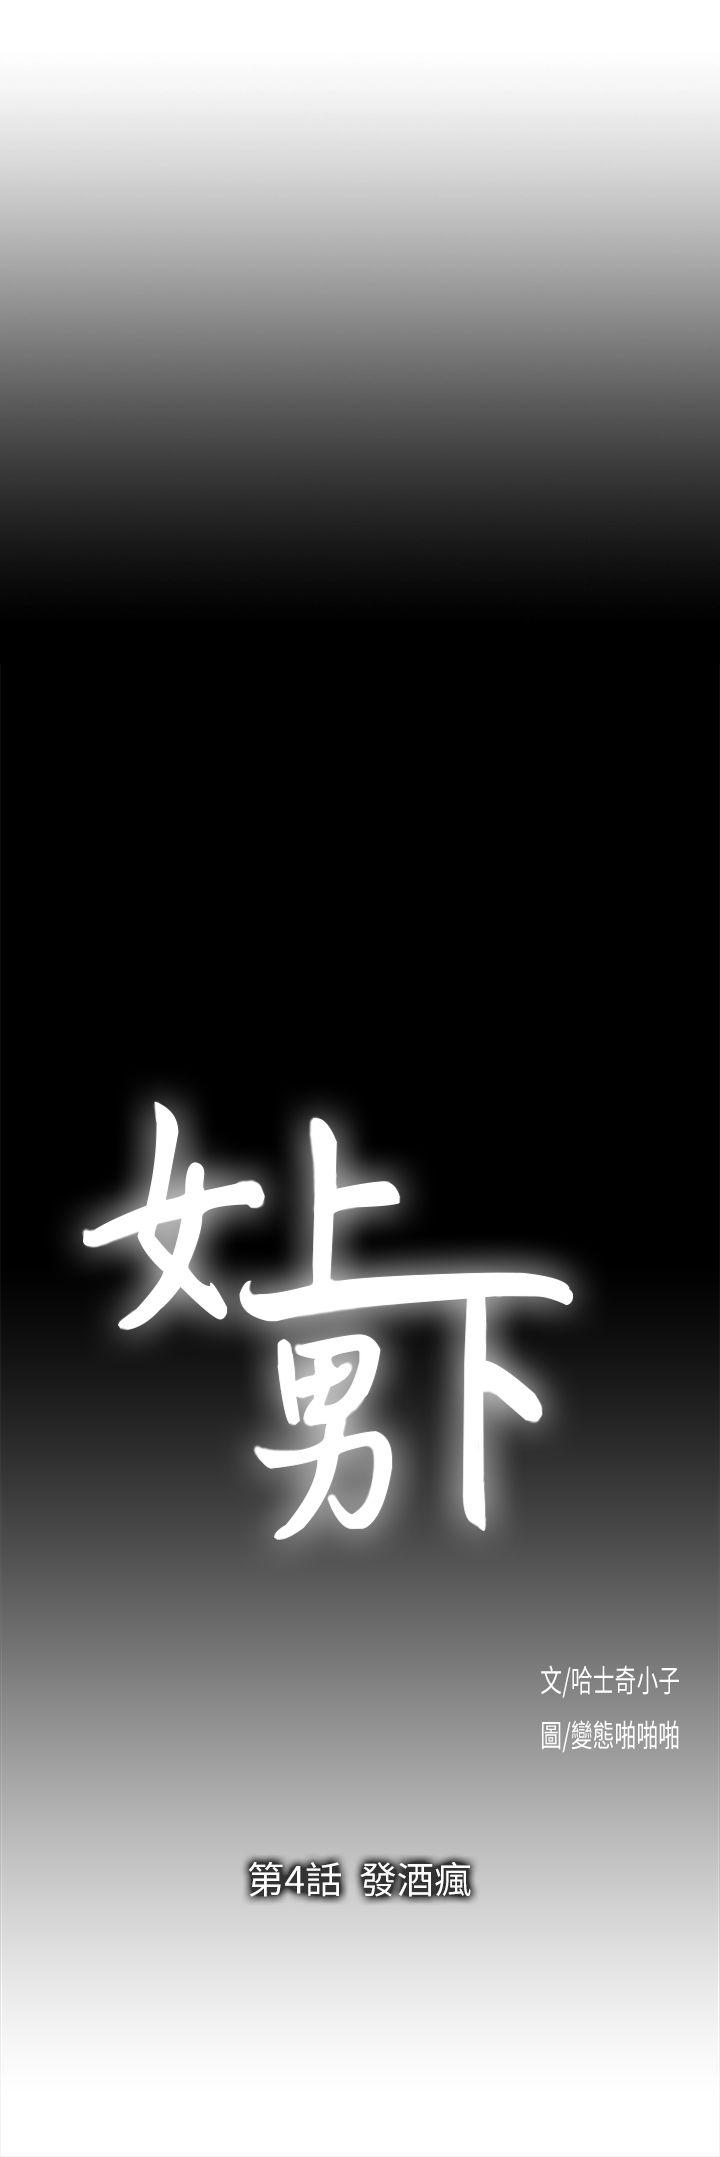 女上
男下
文/哈士奇小子
圖/變態啪啪啪
第4話 發酒瘋